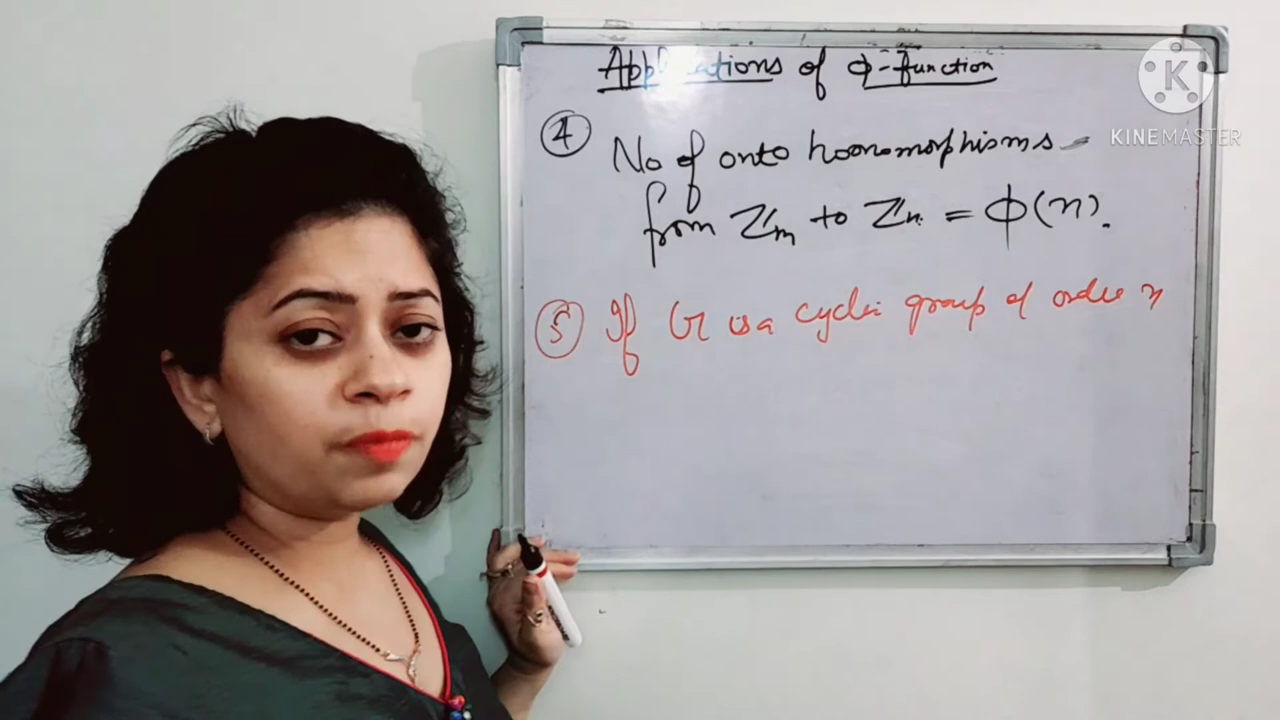 Applications of ϕ-function
KINEMASTER
④ No of onto homomorphisms
from ℤm to ℤn = ϕ(n).
⑤ If G is a cyclic group of order n